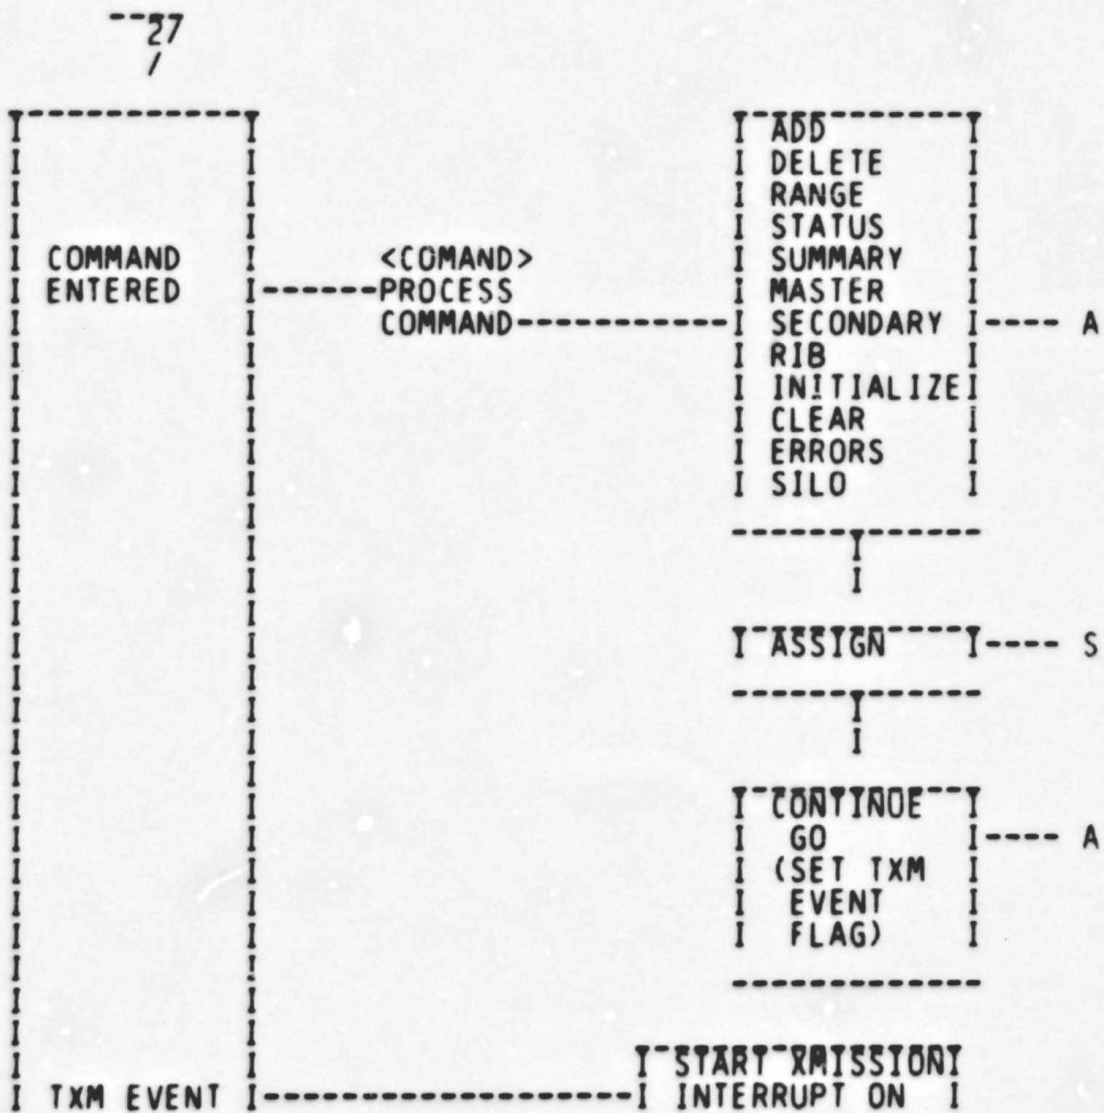 27
ADD
DELETE
RANGE
STATUS
COMMAND <COMAND> SUMMARY
ENTERED PROCESS MASTER
COMMAND SECONDARY A
RIB
INITIALIZE
CLEAR
ERRORS
SILO
ASSIGN S
CONTINUE
GO A
(SET TXM
EVENT
FLAG)
START XMISSION
TXM EVENT INTERRUPT ON